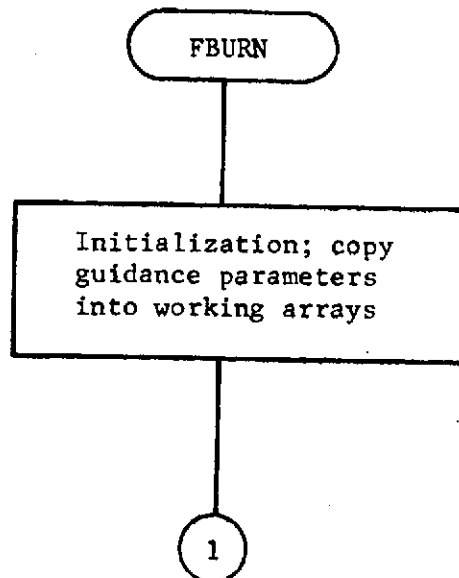 FBURN
Initialization; copy
guidance parameters
into working arrays
1